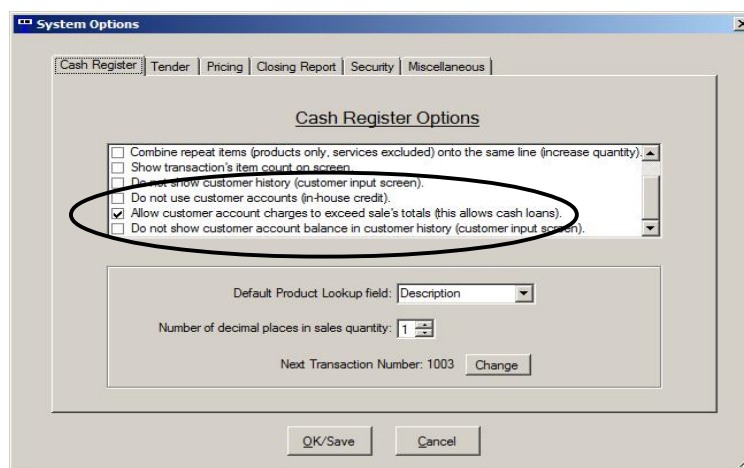 System Options
Cash Register Tender Pricing Closing Report Security Miscellaneous
Cash Register Options
Combine repeat items (products only, services excluded) onto the same line (increase quantity).
Show transaction's item count on screen.
Do not show customer history (customer input screen).
Do not use customer accounts (in-house credit).
Allow customer account charges to exceed sale's totals (this allows cash loans).
Do not show customer account balance in customer history (customer input screen).
Default Product Lookup field: Description
Number of decimal places in sales quantity: 1
Next Transaction Number: 1003 Change
OK/Save Cancel